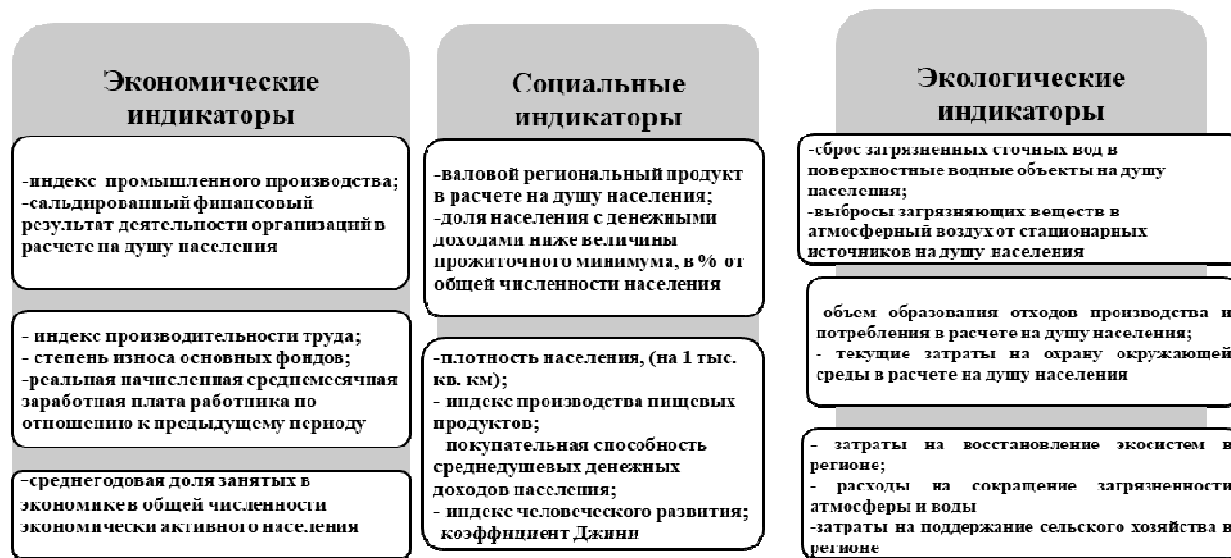 Экономические
индикаторы
-индекс промышленного производства;
-сальдированный финансовый
результат деятельности организаций в
расчете на душу населения
- индекс производительности труда;
- степень износа основных фондов;
-реальная начисленная среднемесячная
заработная плата работника по
отношению к предыдущему периоду
-среднегодовая доля занятых в
экономике в общей численности
экономически активного населения
Социальные
индикаторы
-валовой региональный продукт
в расчете на душу населения;
-доля населения с денежными
доходами ниже величины
прожиточного минимума, в % от
общей численности населения
-плотность населения, (на 1 тыс.
кв. км);
- индекс производства пищевых
продуктов;
покупательная способность
среднедушевых денежных
доходов населения;
- индекс человеческого развития;
коэффициент Джини
Экологические
индикаторы
-сброс загрязненных сточных вод в
поверхностные водные объекты на душу
населения;
-выбросы загрязняющих веществ в
атмосферный воздух от стационарных
источников на душу населения
объем образования отходов производства и
потребления в расчете на душу населения;
- текущие затраты на охрану окружающей
среды в расчете на душу населения
- затраты на восстановление экосистем в
регионе;
- расходы на сокращение загрязненности
атмосферы и воды
-затраты на поддержание сельского хозяйства в
регионе